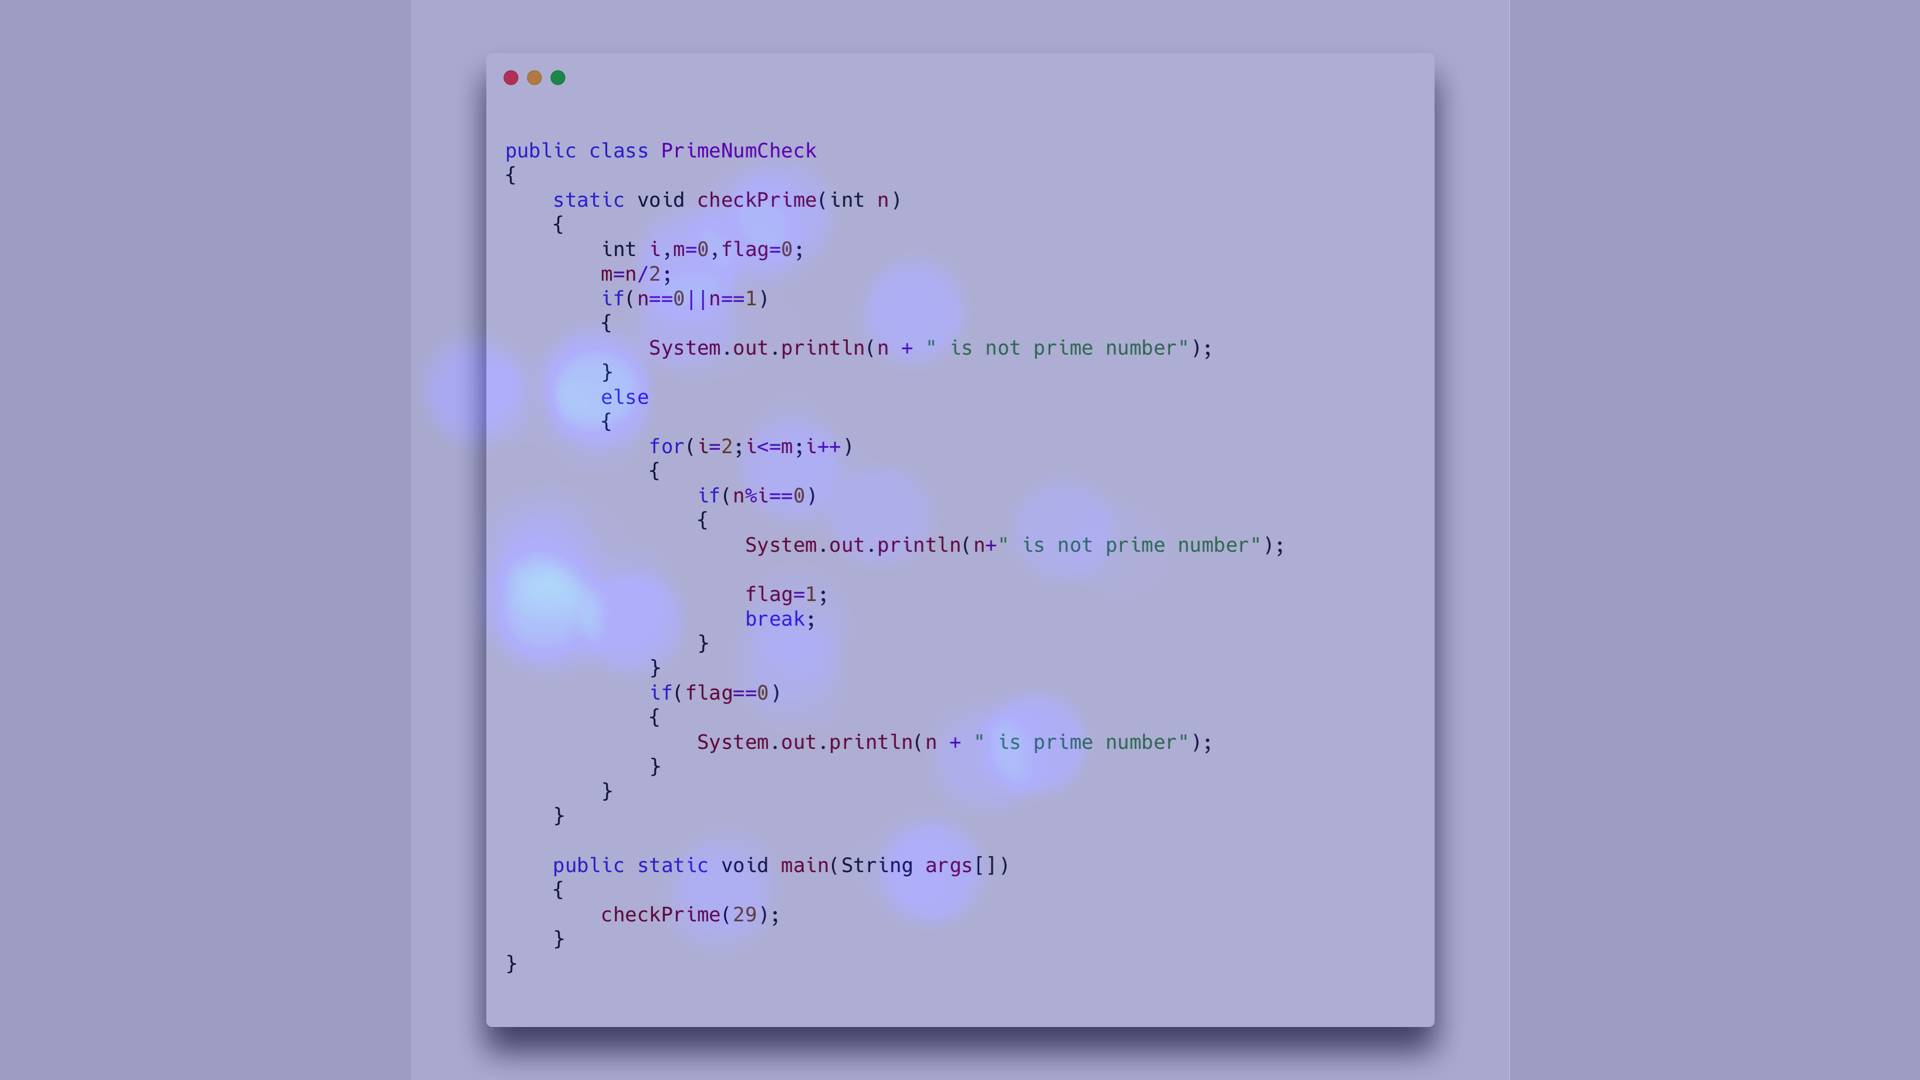 public class PrimeNumCheck
{
    static void checkPrime(int n)
    {
        int i,m=0,flag=0;
        m=n/2;
        if(n==0||n==1)
        {
            System.out.println(n + " is not prime number");
        }
        else
        {
            for(i=2;i<=m;i++)
            {
                if(n%i==0)
                {
                    System.out.println(n+" is not prime number");

                    flag=1;
                    break;
                }
            }
            if(flag==0)
            {
                System.out.println(n + " is prime number");
            }
        }
    }

    public static void main(String args[])
    {
        checkPrime(29);
    }
}